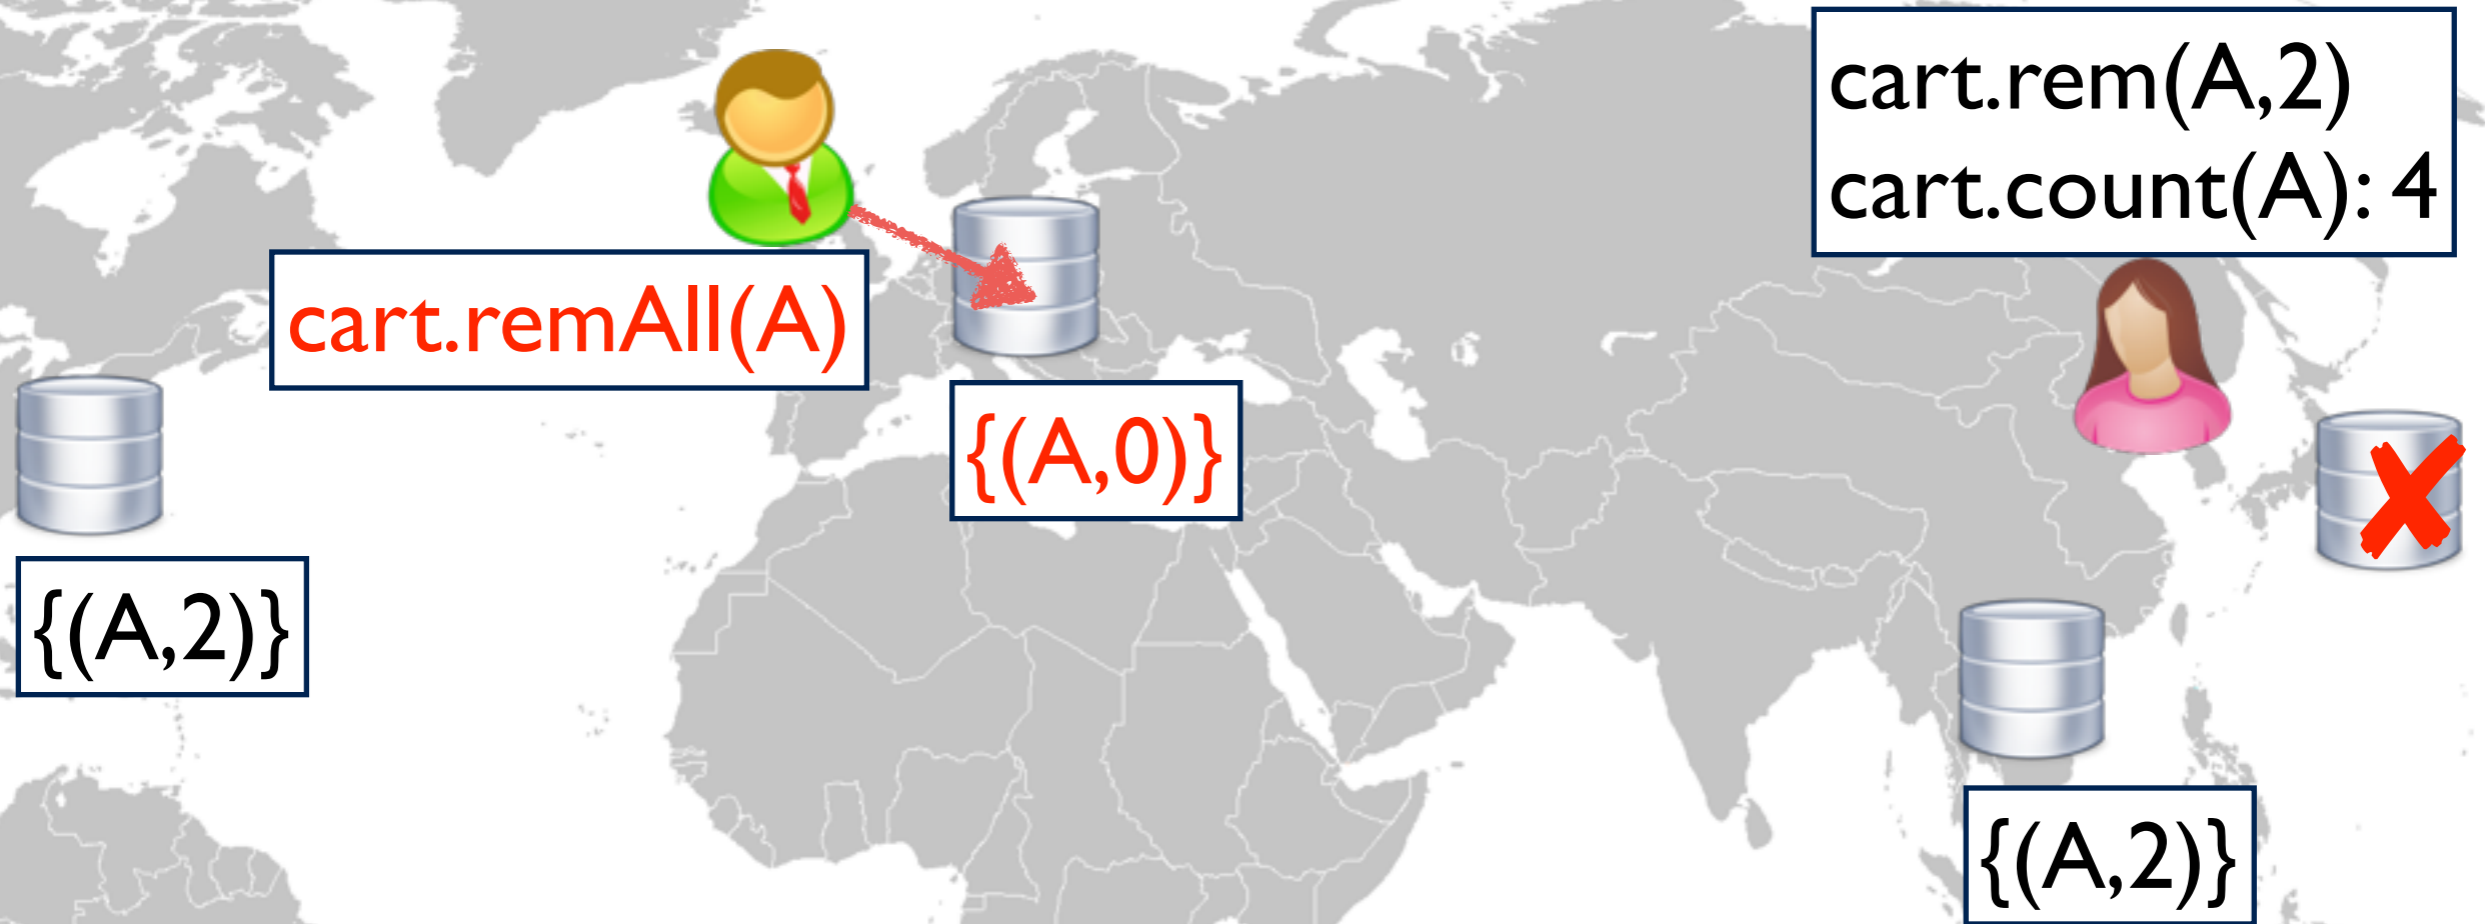 cart.rem(A,2)
cart.count(A): 4
cart.remAll(A)
{(A,0)}
{(A,2)}
{(A,2)}